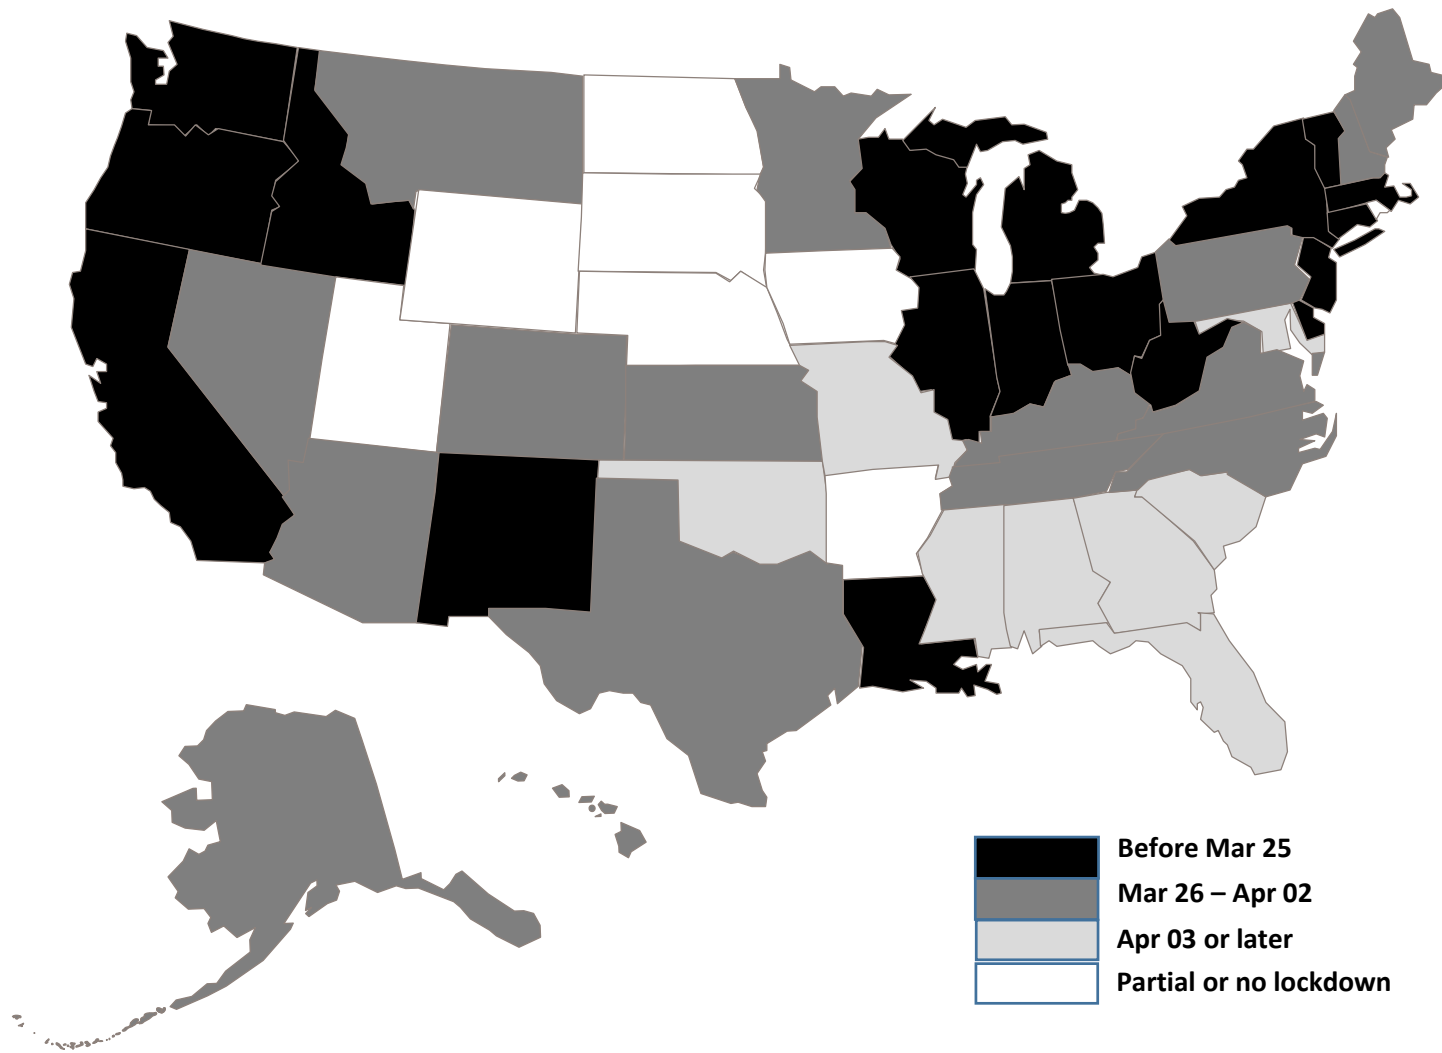 Before Mar 25
Mar 26 – Apr 02
Apr 03 or later
Partial or no lockdown